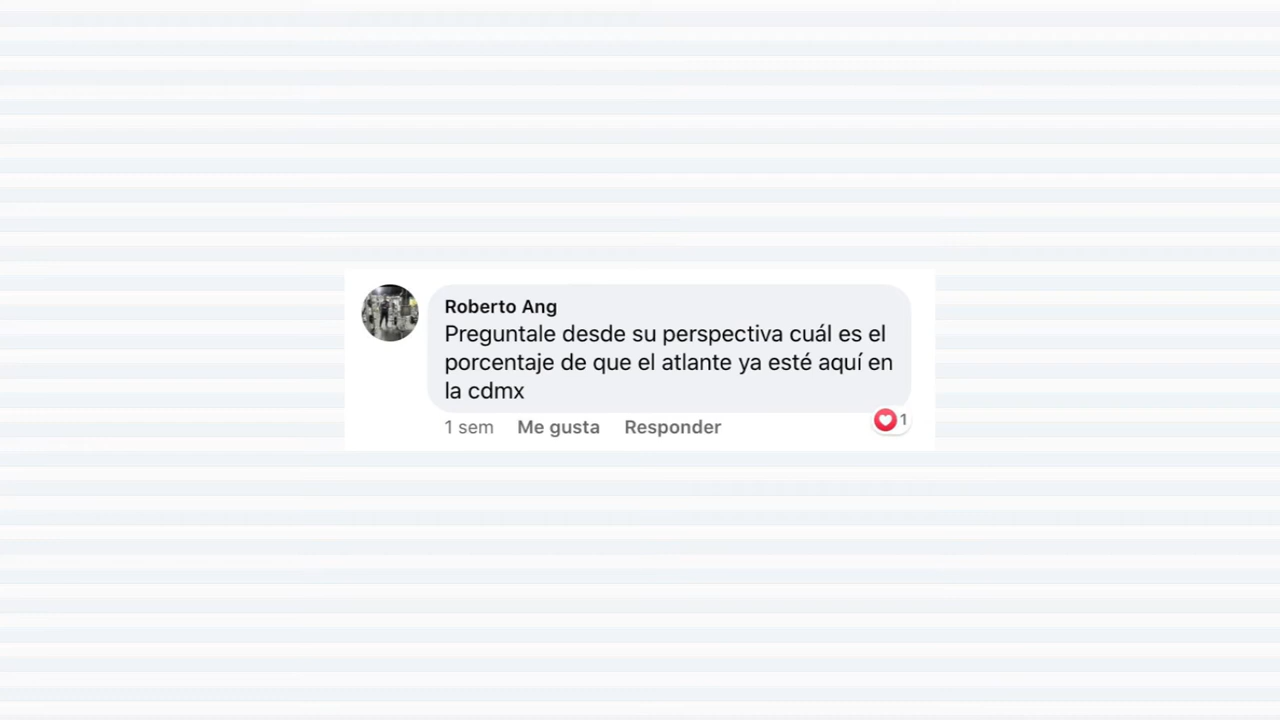 Roberto Ang
Preguntale desde su perspectiva cuál es el
porcentaje de que el atlante ya esté aquí en
la cdmx
1 sem Me gusta Responder 1